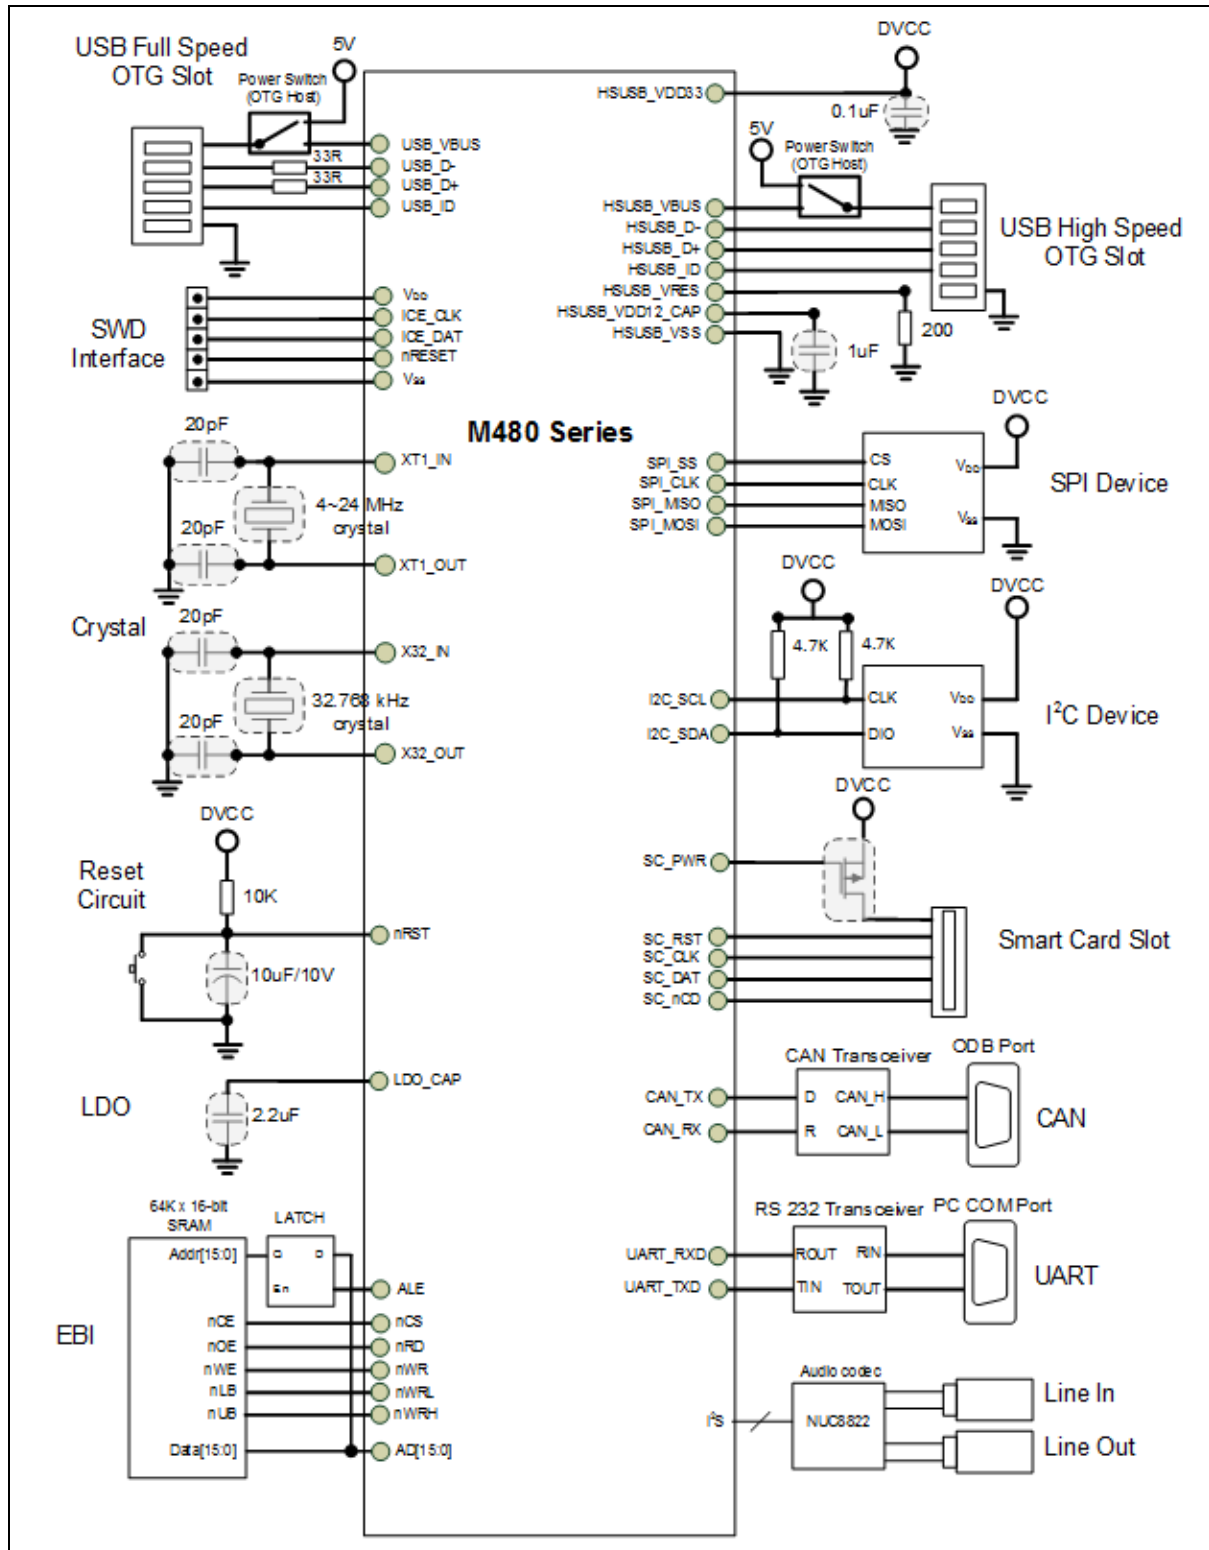 USB Full Speed
OTG Slot
5V
Power Switch
(OTG Host)
33R
33R
USB_VBUS
USB_D-
USB_D+
USB_ID
SWD
Interface
VDD
ICE_CLK
ICE_DAT
nRESET
VSS
20pF
XT1_IN
4~24 MHz
crystal
20pF
XT1_OUT
Crystal
20pF
X32_IN
32.768 kHz
crystal
20pF
X32_OUT
DVCC
Reset
Circuit
10K
nRST
10uF/10V
LDO
LDO_CAP
2.2uF
64K x 16-bit
SRAM
LATCH
Addr[15:0]
Q
D
En
ALE
EBI
nCE
nCS
nOE
nRD
nWE
nWR
nLB
nWRL
nUB
nWRH
Data[15:0]
AD[15:0]
M480 Series
DVCC
HSUSB_VDD33
0.1uF
5V
Power Switch
(OTG Host)
HSUSB_VBUS
HSUSB_D-
HSUSB_D+
HSUSB_ID
HSUSB_VRES
HSUSB_VDD12_CAP
HSUSB_VSS
USB High Speed
OTG Slot
200
1uF
DVCC
SPI_SS
SPI_CLK
SPI_MISO
SPI_MOSI
CS
CLK
MISO
MOSI
VDD
VSS
SPI Device
DVCC
DVCC
4.7K
4.7K
I2C_SCL
I2C_SDA
CLK
DIO
VDD
VSS
I²C Device
DVCC
SC_PWR
SC_RST
SC_CLK
SC_DAT
SC_nCD
Smart Card Slot
CAN Transceiver
ODB Port
CAN_TX
CAN_RX
D
CAN_H
R
CAN_L
CAN
RS 232 Transceiver
PC COM Port
UART_RXD
UART_TXD
ROUT
RIN
TIN
TOUT
UART
Audio codec
I²S
NUC8822
Line In
Line Out